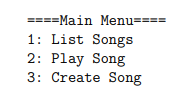 ====Main Menu====
1: List Songs
2: Play Song
3: Create Song